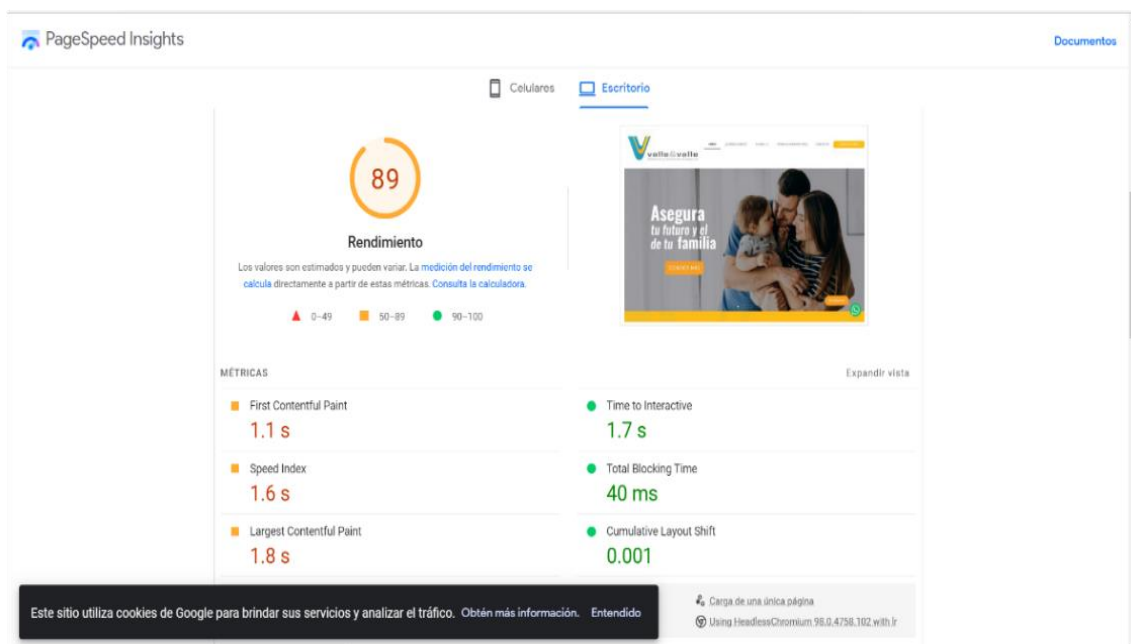 PageSpeed Insights
Documentos
Celulares
Escritorio
89
Rendimiento
Los valores son estimados y pueden variar. La medición del rendimiento se
calcula directamente a partir de estas métricas. Consulta la calculadora.
0–49
50–89
90–100
valle&valle
Asegura
tu futuro y el
de tu familia
MÉTRICAS
Expandir vista
First Contentful Paint
1.1 s
Time to Interactive
1.7 s
Speed Index
1.6 s
Total Blocking Time
40 ms
Largest Contentful Paint
1.8 s
Cumulative Layout Shift
0.001
Este sitio utiliza cookies de Google para brindar sus servicios y analizar el tráfico. Obtén más información. Entendido
Carga de una única página
Using HeadlessChromium 98.0.4758.102 with lr